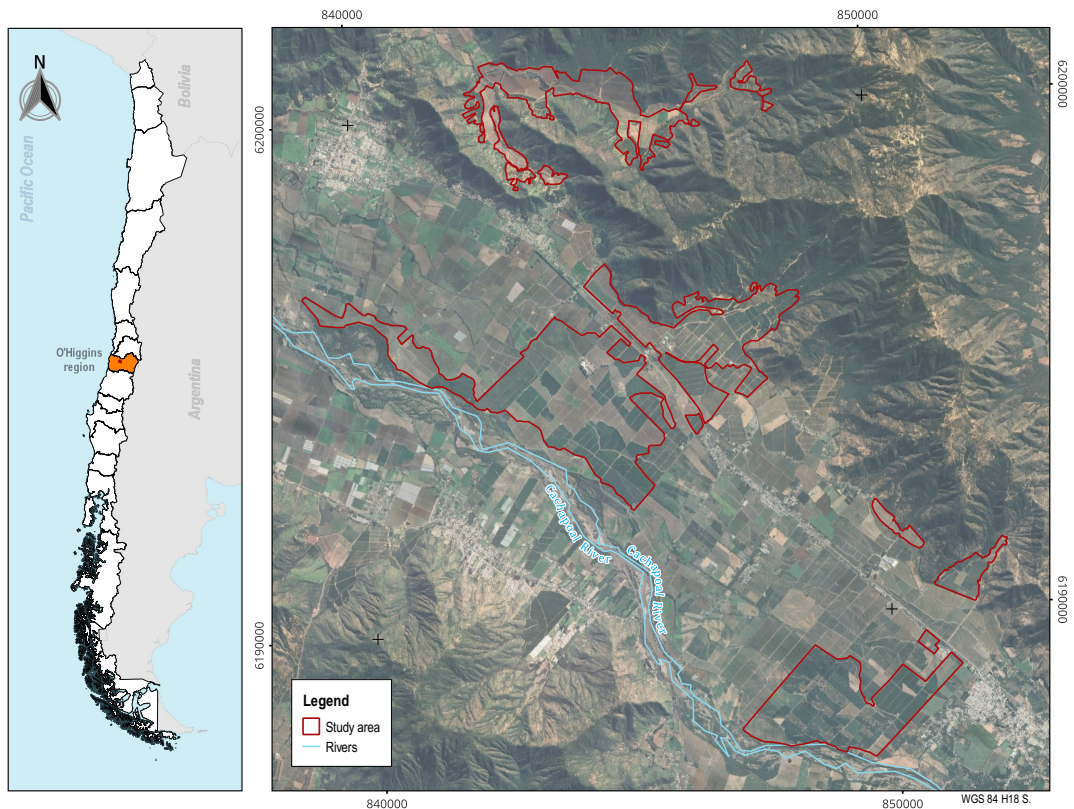 840000
850000
N
Bolivia
Pacific Ocean
6200000
6200000
O'Higgins
region
Argentina
Cachapoal River
Cachapoal River
6190000
6190000
Legend
Study area
Rivers
840000
850000
WGS 84 H18 S.